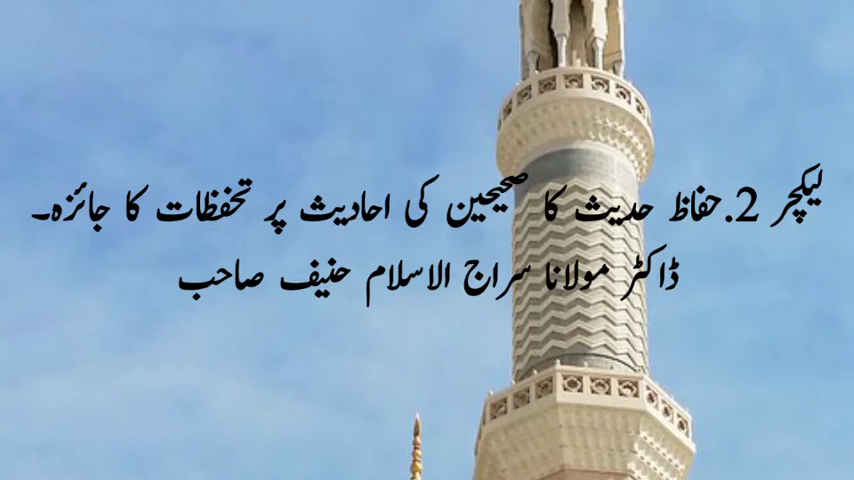 لیکچر 2.حفاظ حدیث کا صحیحین کی احادیث پر تحفظات کا جائزہ۔
ڈاکٹر مولانا سراج الاسلام حنیف صاحب